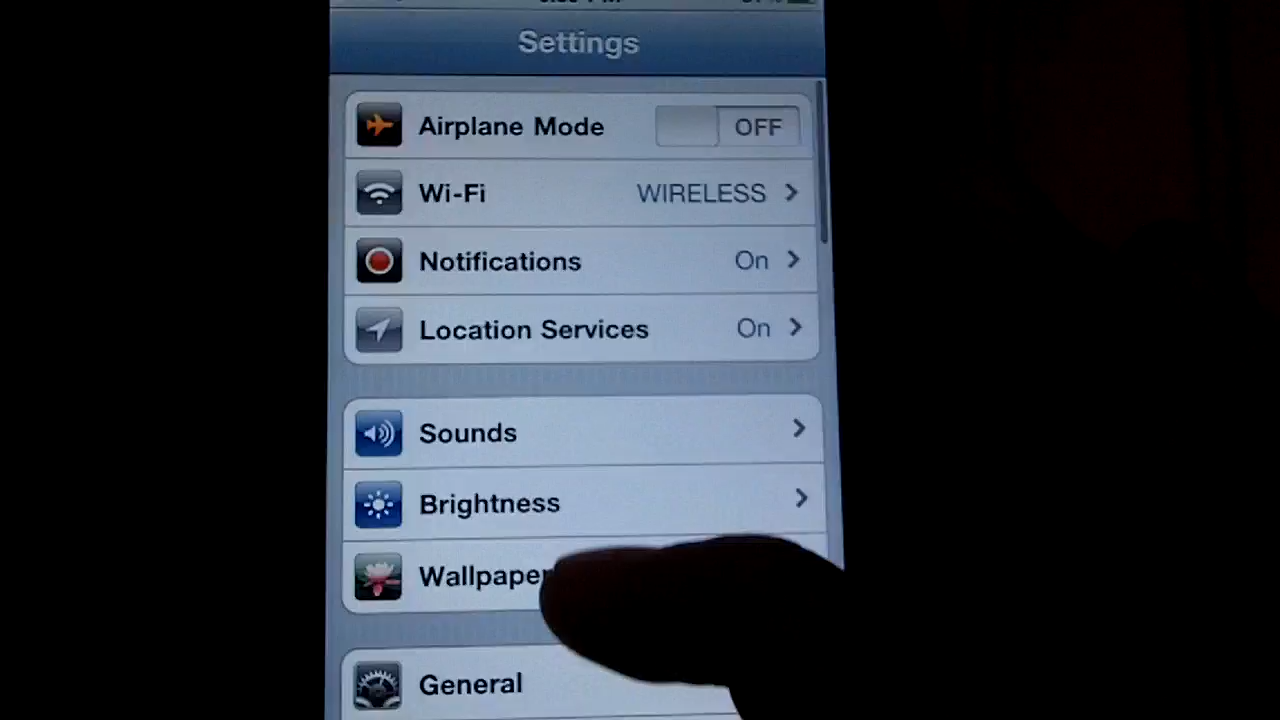 Settings
Airplane Mode OFF
Wi-Fi WIRELESS
Notifications On
Location Services On
Sounds
Brightness
Wallpaper
General